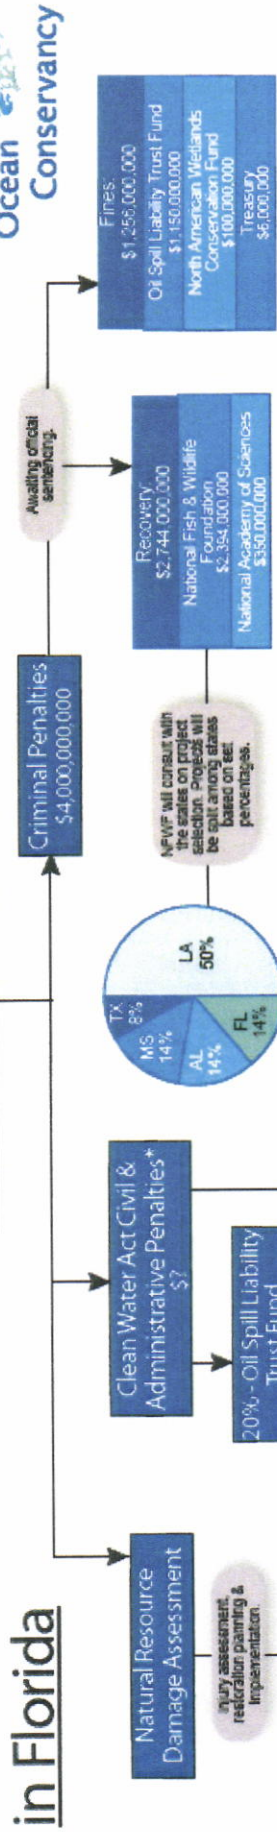 in Florida
Ocean
Conservancy
Natural Resource
Damage Assessment
Injury assessment,
restoration planning &
implementation.
Clean Water Act Civil &
Administrative Penalties*
$?
20% - Oil Spill Liability
Trust Fund
Criminal Penalties
$4,000,000,000
Awaiting official
sentencing.
TX
8%
MS
14%
AL
14%
FL
14%
LA
50%
NFWF will consult with
the states on project
selection. Projects will
be split among states
based on set
percentages.
Recovery:
$2,744,000,000
National Fish & Wildlife
Foundation
$2,394,000,000
National Academy of Sciences
$350,000,000
Fines:
$1,256,000,000
Oil Spill Liability Trust Fund
$1,150,000,000
North American Wetlands
Conservation Fund
$100,000,000
Treasury
$6,000,000